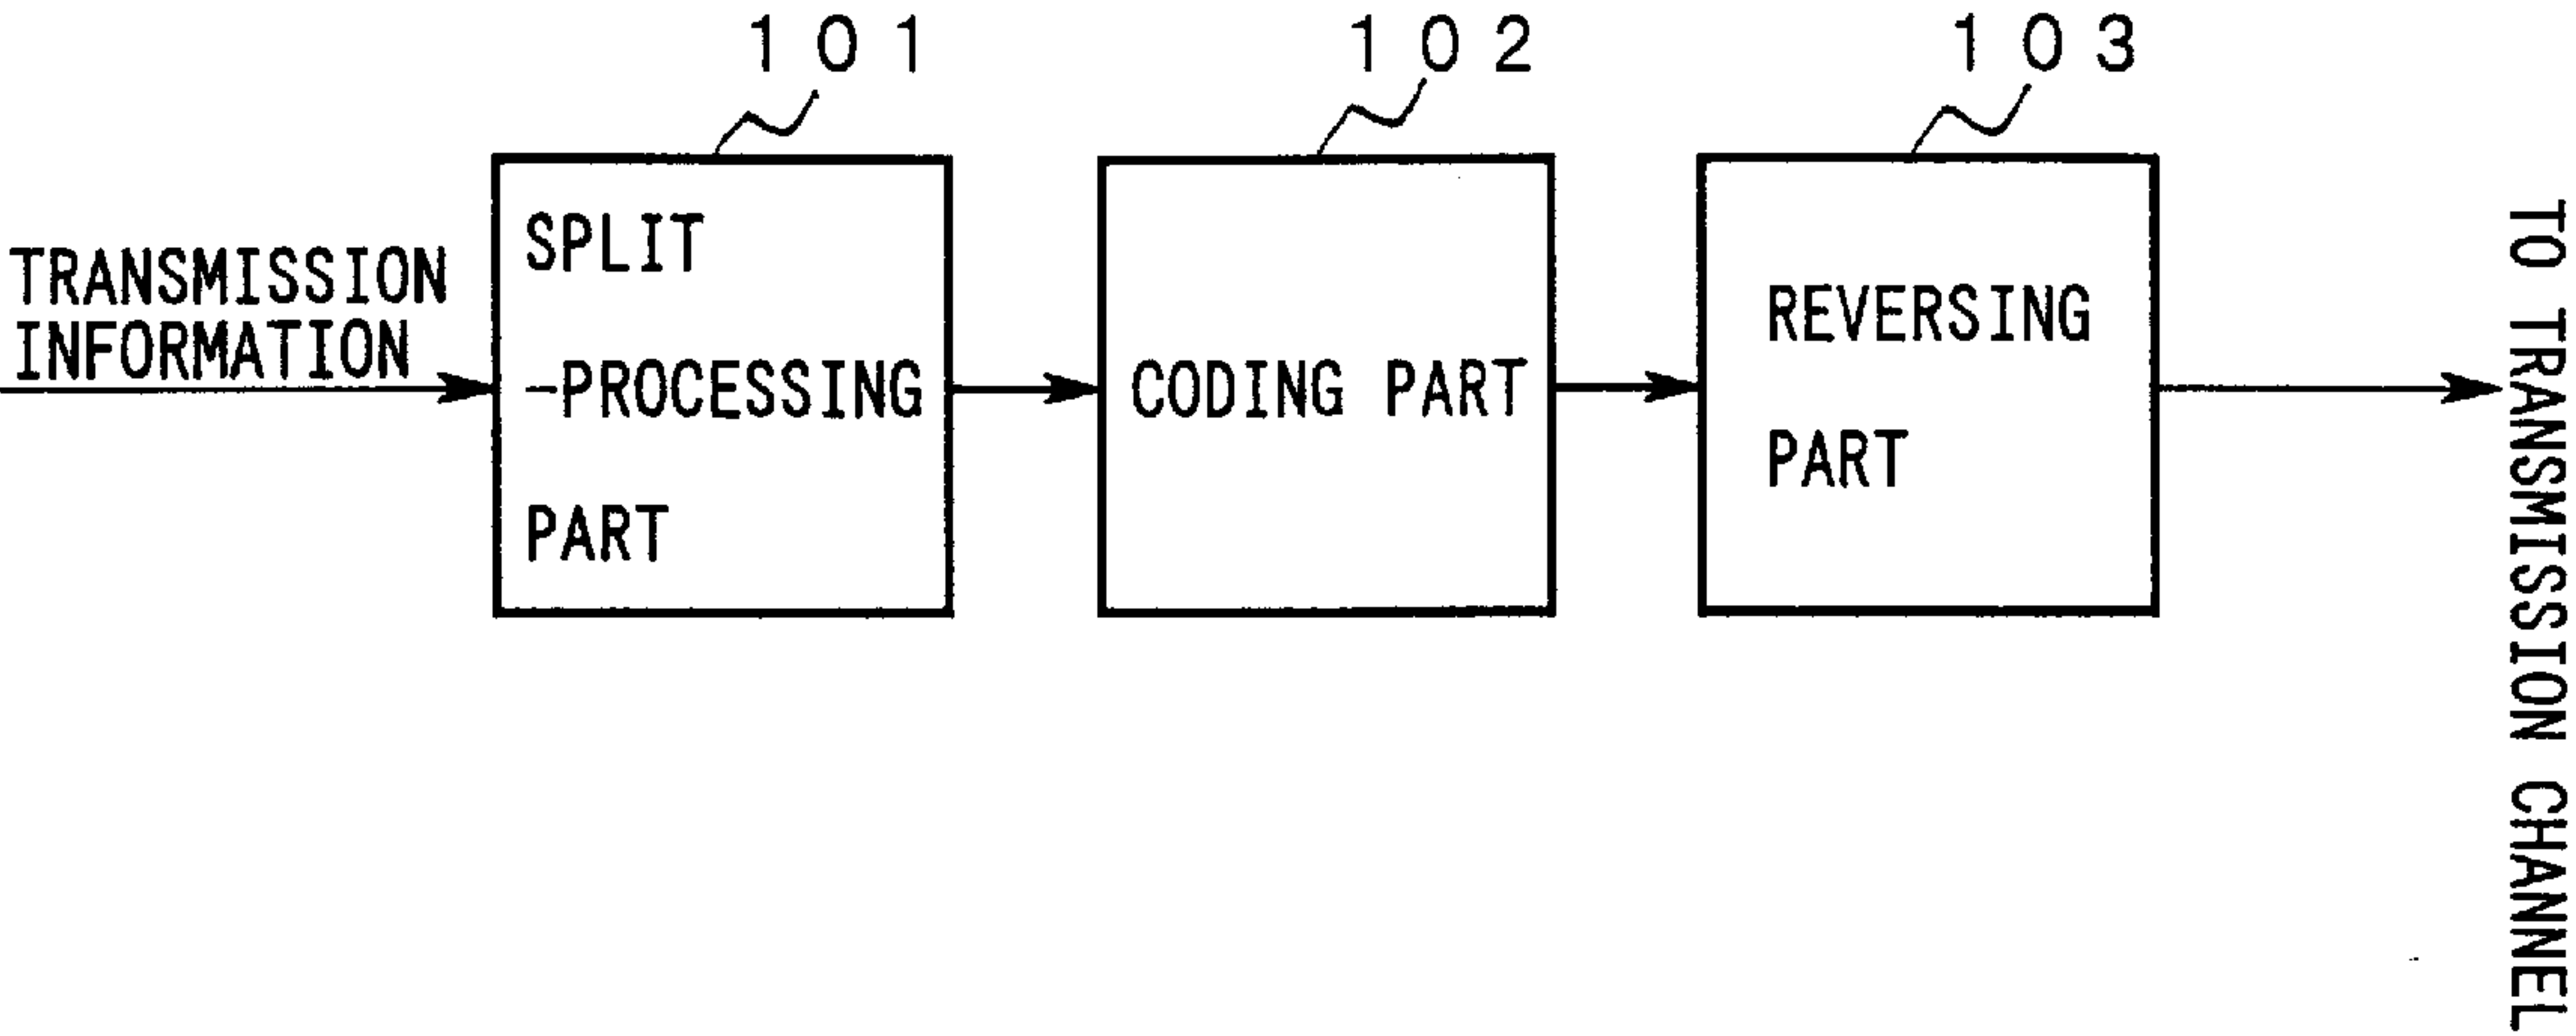 101
102
103
TRANSMISSION
INFORMATION
SPLIT
-PROCESSING
PART
CODING PART
REVERSING
PART
TO TRANSMISSION CHANNEL